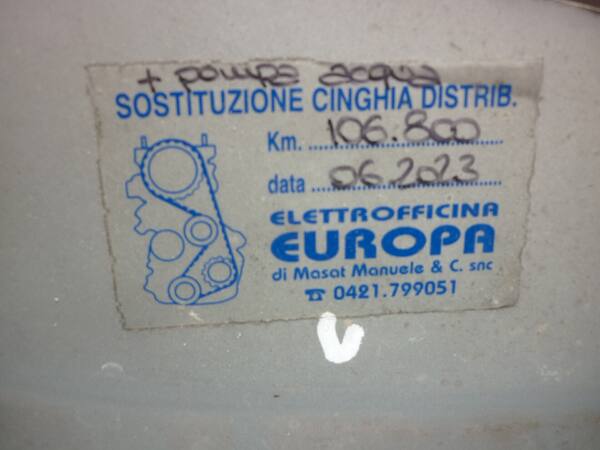 + pompa acqua
SOSTITUZIONE CINGHIA DISTRIB.
Km. 106.800
data 06.2023
ELETTROFFICINA
EUROPA
di Masat Manuele & C. snc
☎ 0421.799051